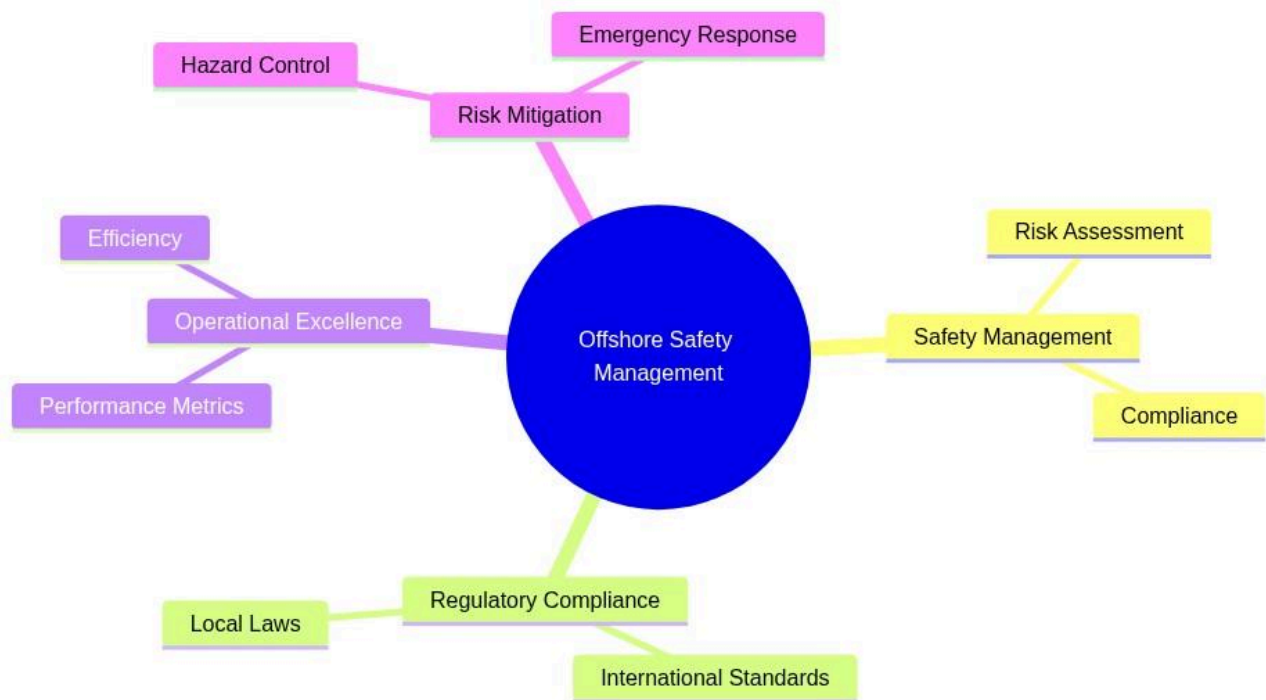 Emergency Response
Hazard Control
Risk Mitigation
Risk Assessment
Efficiency
Operational Excellence
Safety Management
Offshore Safety
Management
Performance Metrics
Compliance
Regulatory Compliance
Local Laws
International Standards